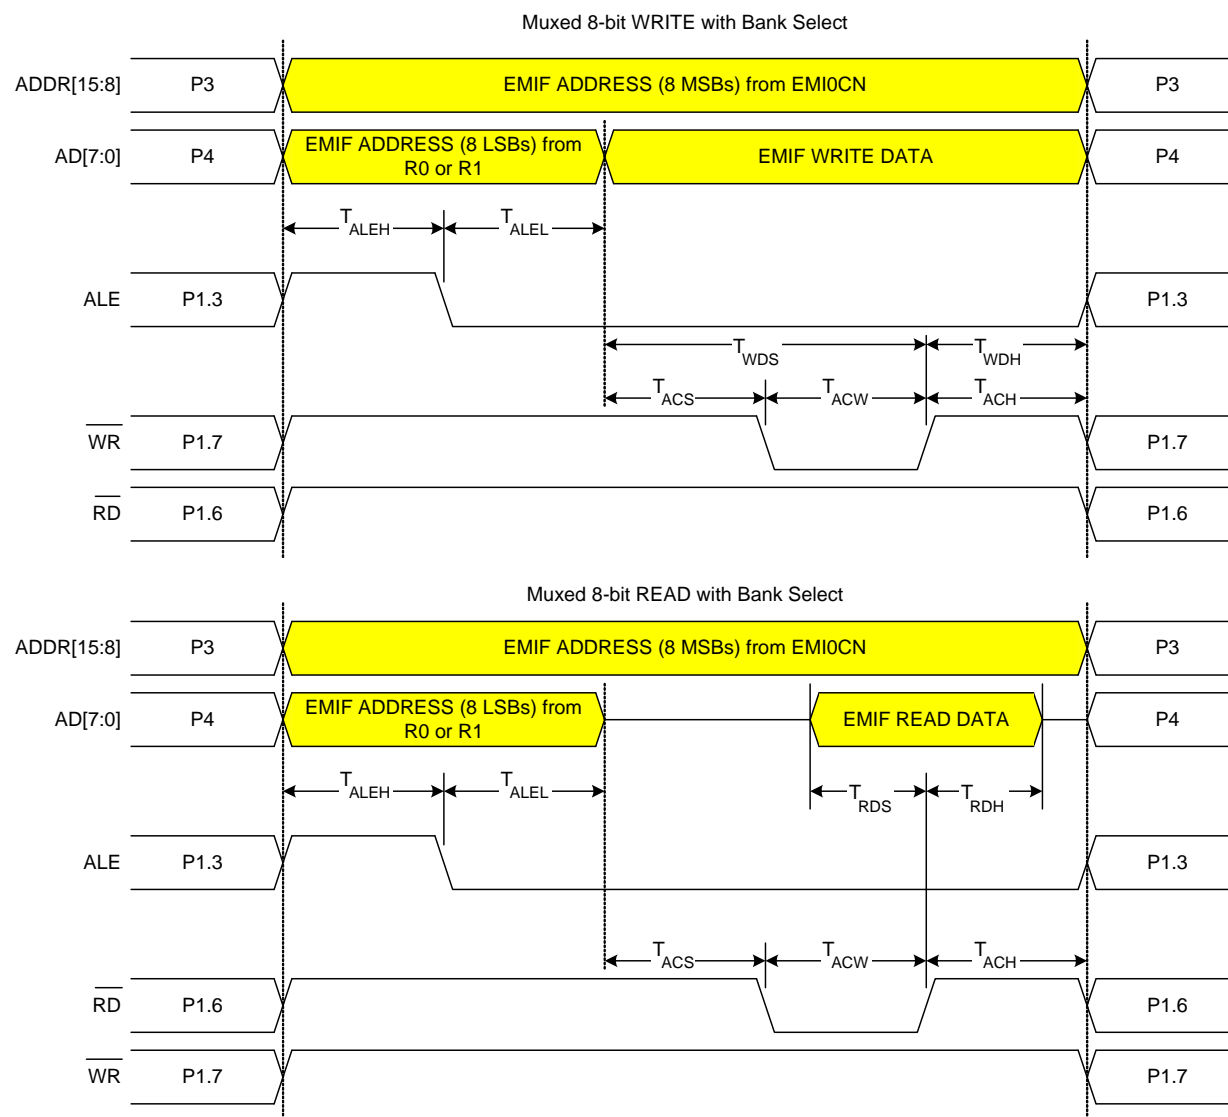 Muxed 8-bit WRITE with Bank Select
ADDR[15:8] P3 EMIF ADDRESS (8 MSBs) from EMI0CN P3
AD[7:0] P4 EMIF ADDRESS (8 LSBs) from R0 or R1 EMIF WRITE DATA P4
TALEH TALEL
ALE P1.3 P1.3
TWDS TWDH
TACS TACW TACH
WR P1.7 P1.7
RD P1.6 P1.6
Muxed 8-bit READ with Bank Select
ADDR[15:8] P3 EMIF ADDRESS (8 MSBs) from EMI0CN P3
AD[7:0] P4 EMIF ADDRESS (8 LSBs) from R0 or R1 EMIF READ DATA P4
TALEH TALEL TRDS TRDH
ALE P1.3 P1.3
TACS TACW TACH
RD P1.6 P1.6
WR P1.7 P1.7